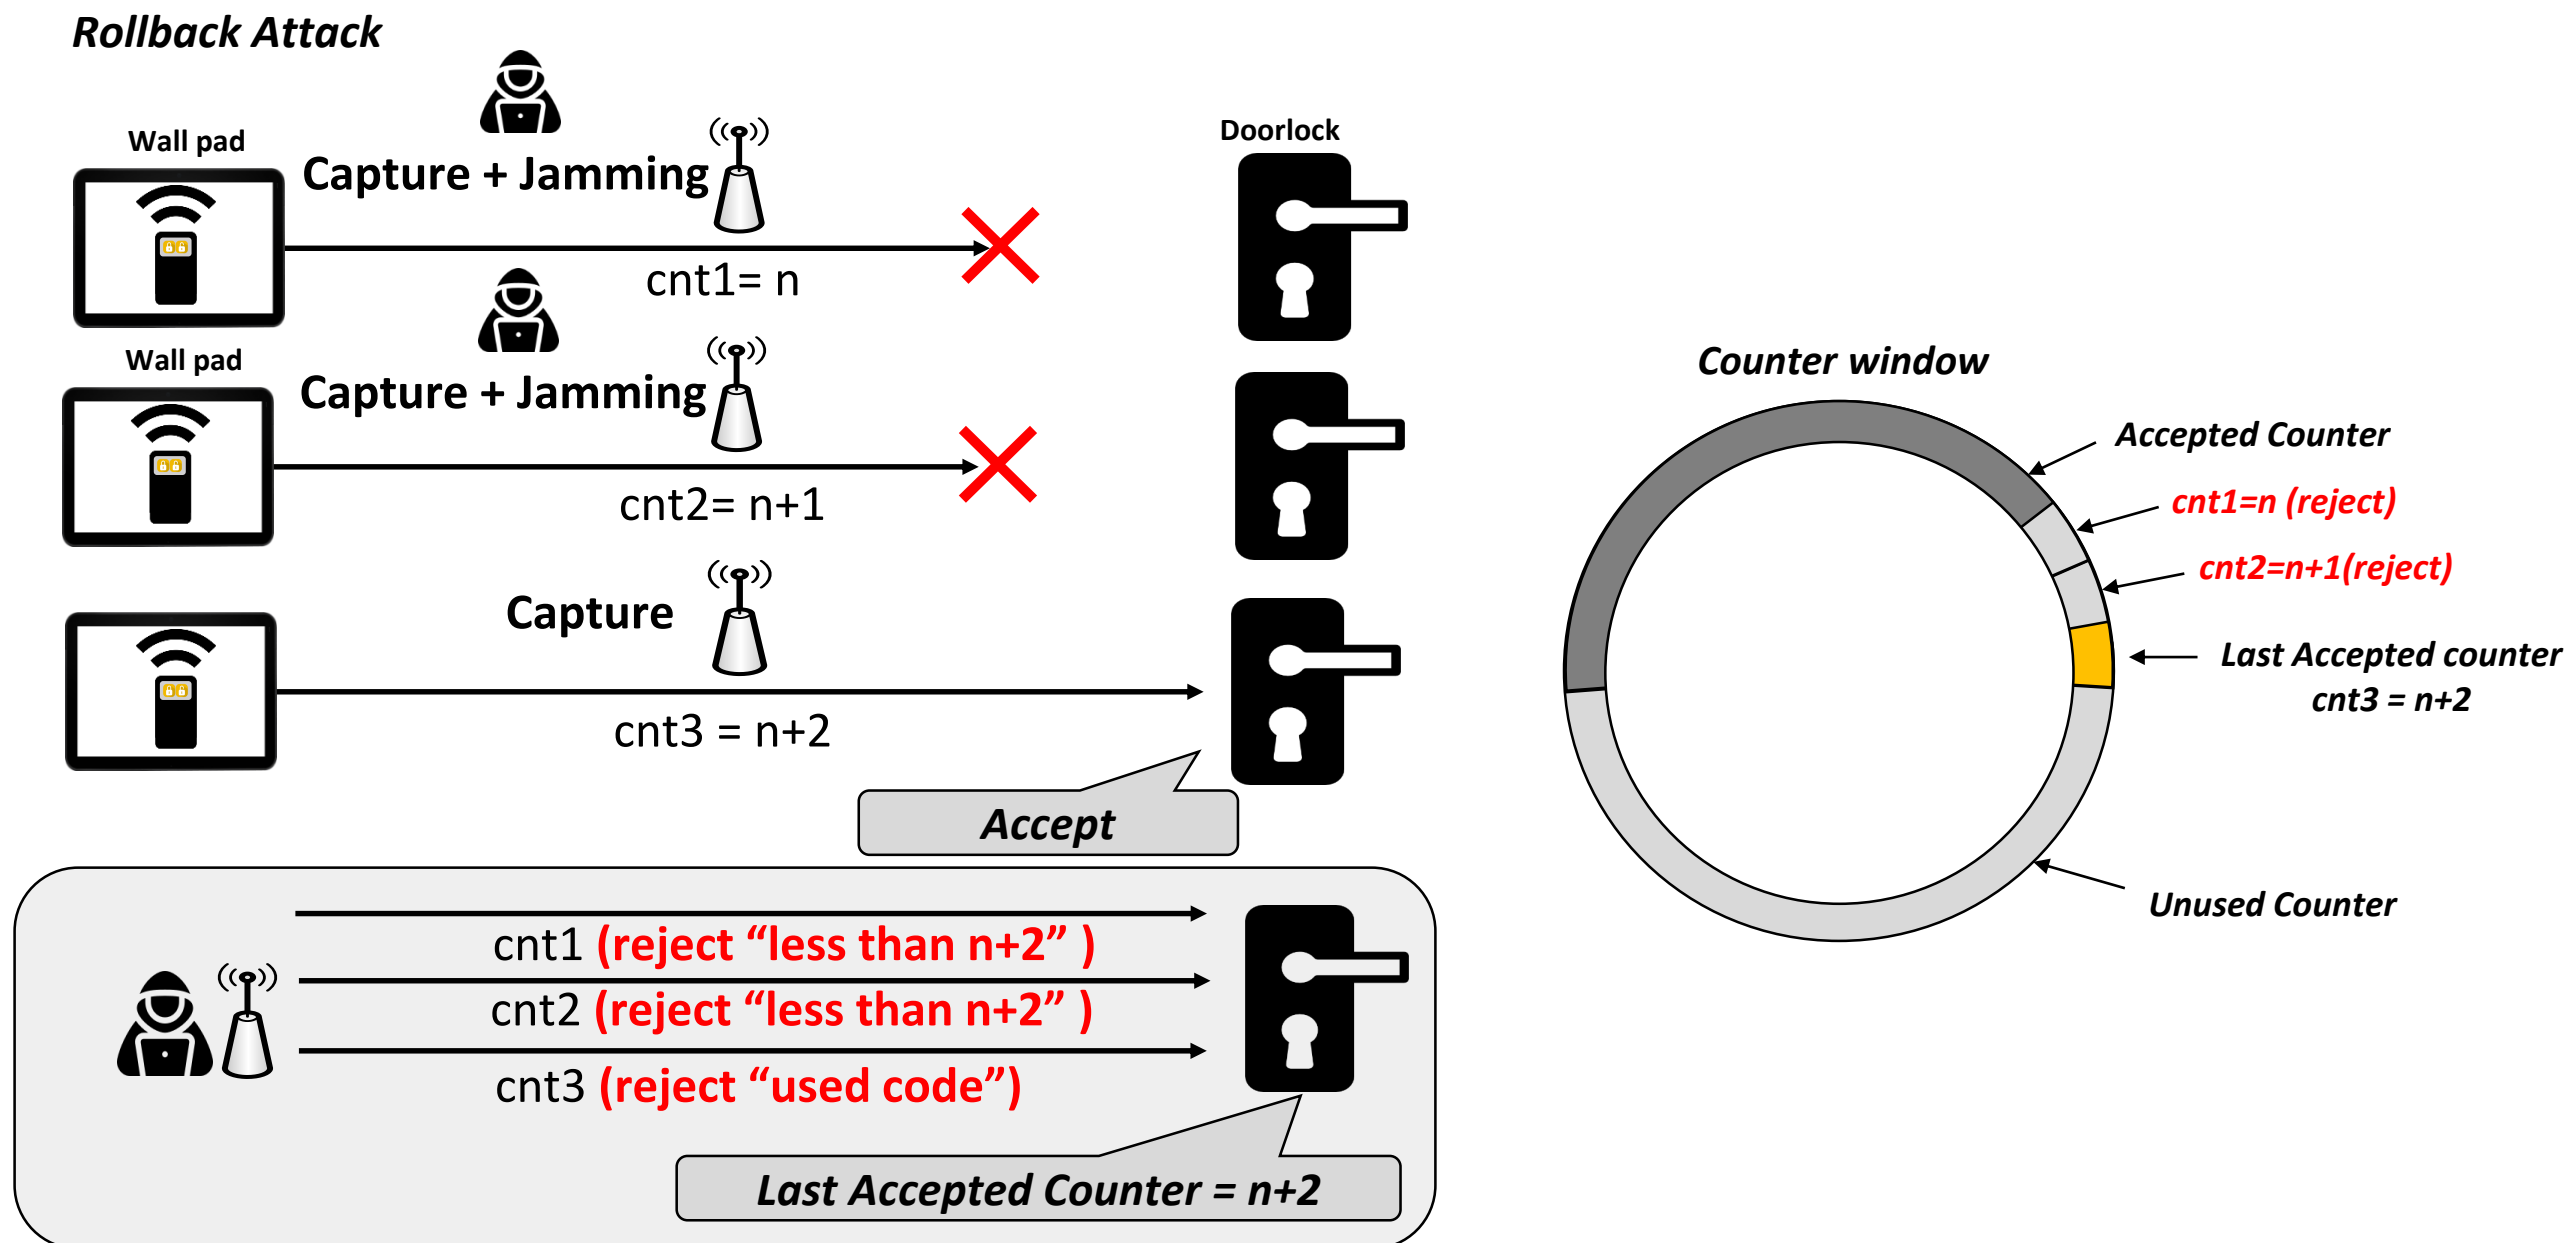 Rollback Attack
Wall pad
Capture + Jamming
Doorlock
cnt1= n
Wall pad
Capture + Jamming
cnt2= n+1
Capture
cnt3 = n+2
Accept
cnt1 (reject “less than n+2” )
cnt2 (reject “less than n+2” )
cnt3 (reject “used code”)
Last Accepted Counter = n+2
Counter window
Accepted Counter
cnt1=n (reject)
cnt2=n+1(reject)
Last Accepted counter
cnt3 = n+2
Unused Counter